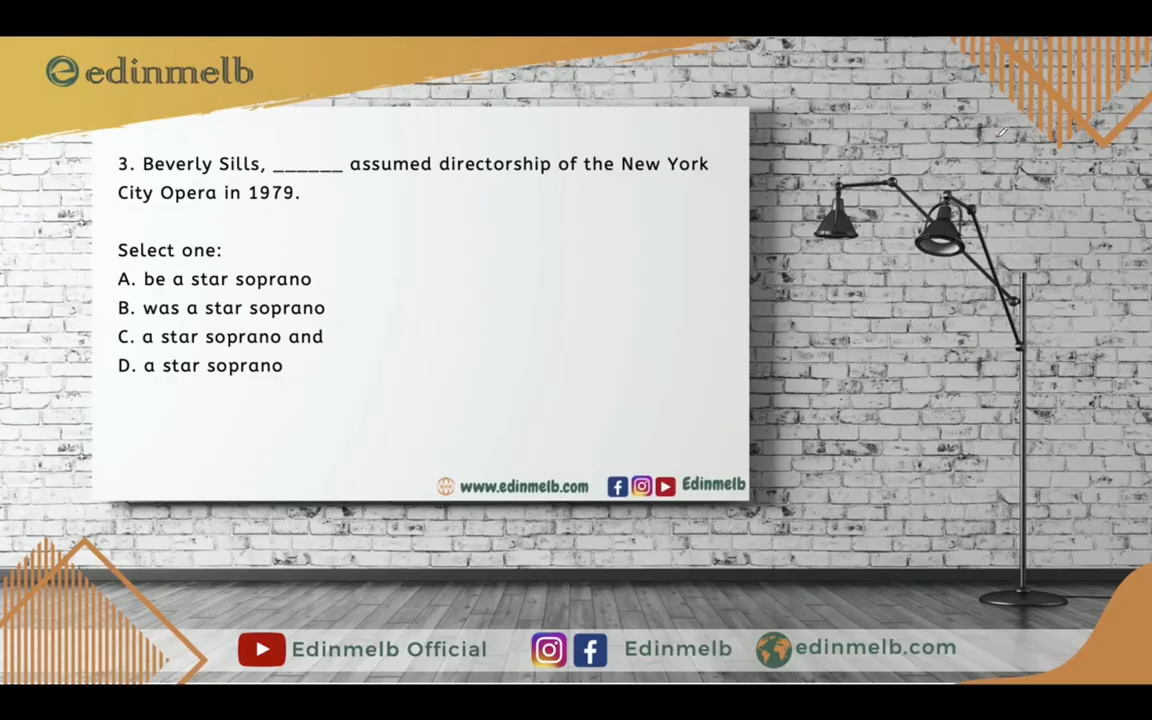 edinmelb
3. Beverly Sills, ______ assumed directorship of the New York
City Opera in 1979.
Select one:
A. be a star soprano
B. was a star soprano
C. a star soprano and
D. a star soprano
www.edinmelb.com Edinmelb
Edinmelb Official Edinmelb edinmelb.com